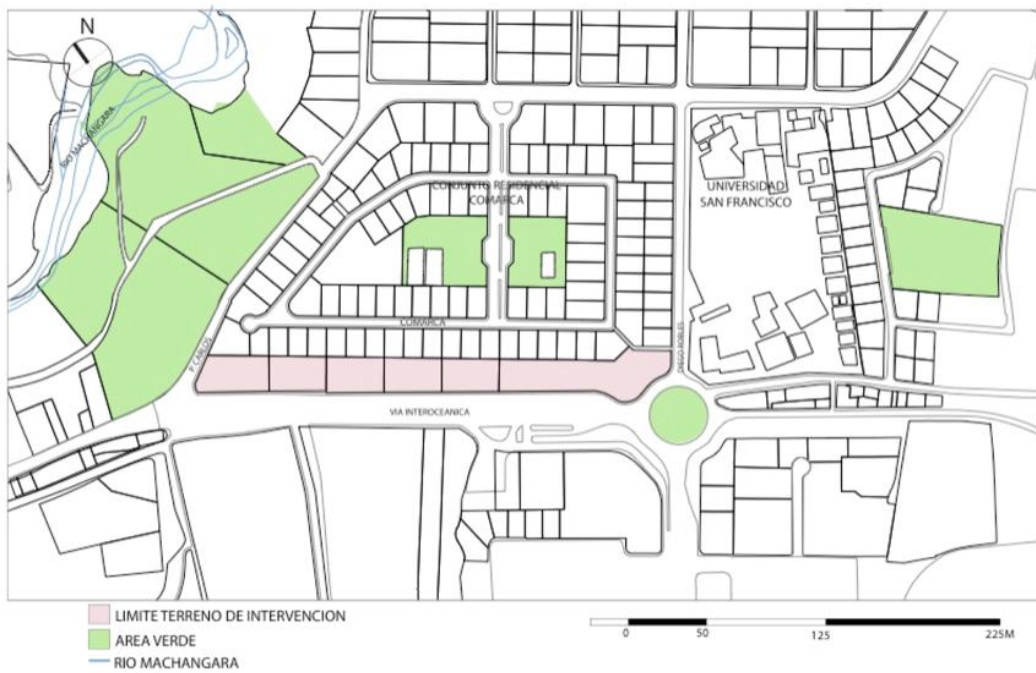 N
RIO MACHANGARA
CONJUNTO RESIDENCIAL
COMARCA
UNIVERSIDAD
SAN FRANCISCO
COMARCA
P. CARLOS
DIEGO ROBLES
VIA INTEROCEANICA
LIMITE TERRENO DE INTERVENCION
AREA VERDE
RIO MACHANGARA
0 50 125 225M